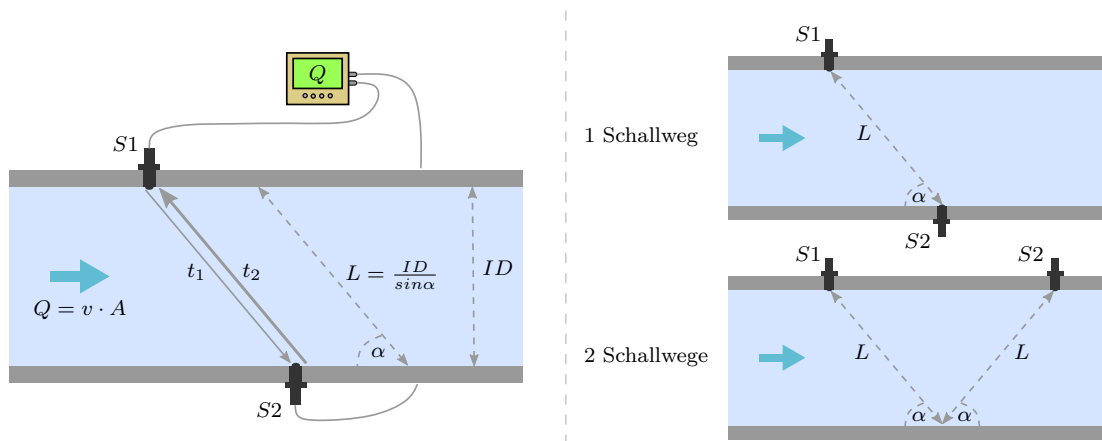 Q
S1
t₁
t₂
L = ID/sinα
ID
Q = v · A
α
S2
1 Schallweg
S1
L
α
S2
2 Schallwege
S1
S2
L
L
α
α